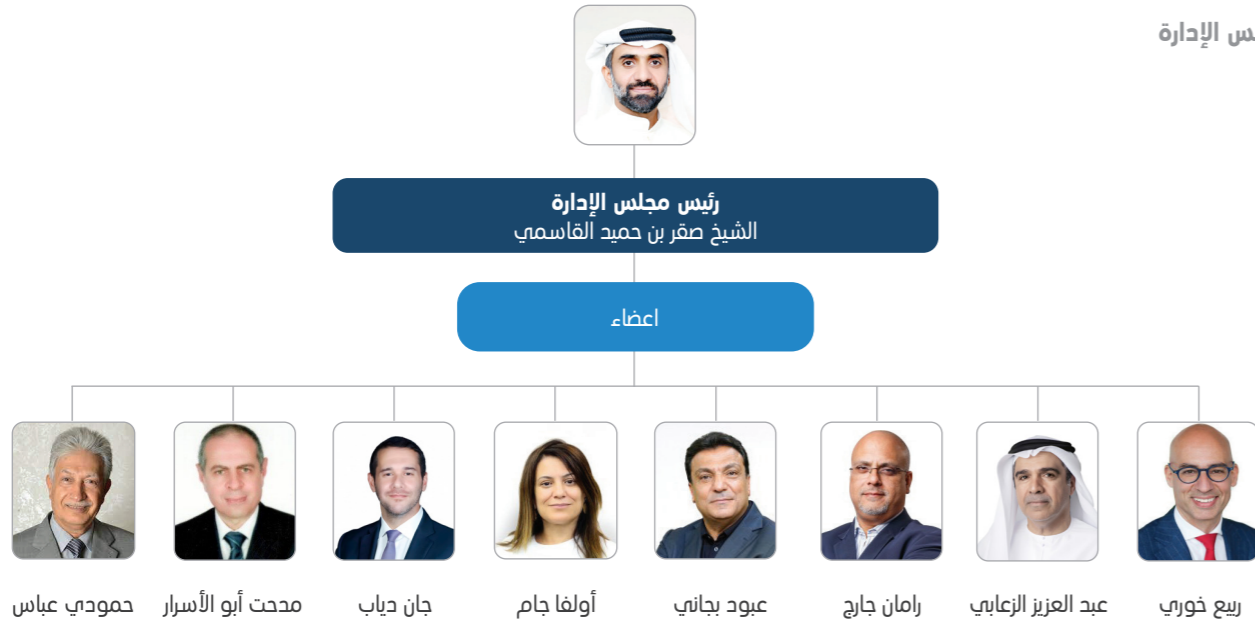 س الإدارة
رئيس مجلس الإدارة
الشيخ صقر بن حميد القاسمي
اعضاء
ربيع خوري
عبد العزيز الزعابي
رامان جارج
عبود بجاني
أولفا جام
جان دياب
مدحت أبو الأسرار
حمودي عباس